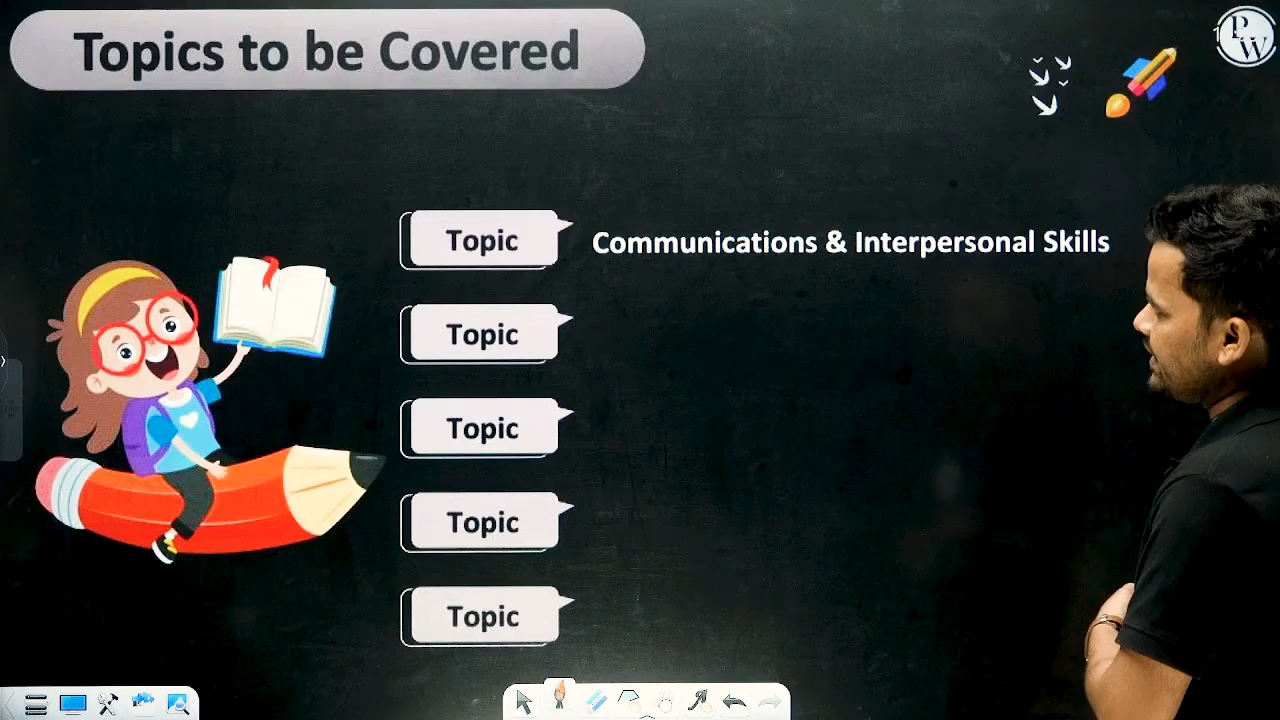 Topics to be Covered
PW
Topic
Communications & Interpersonal Skills
Topic
Topic
Topic
Topic